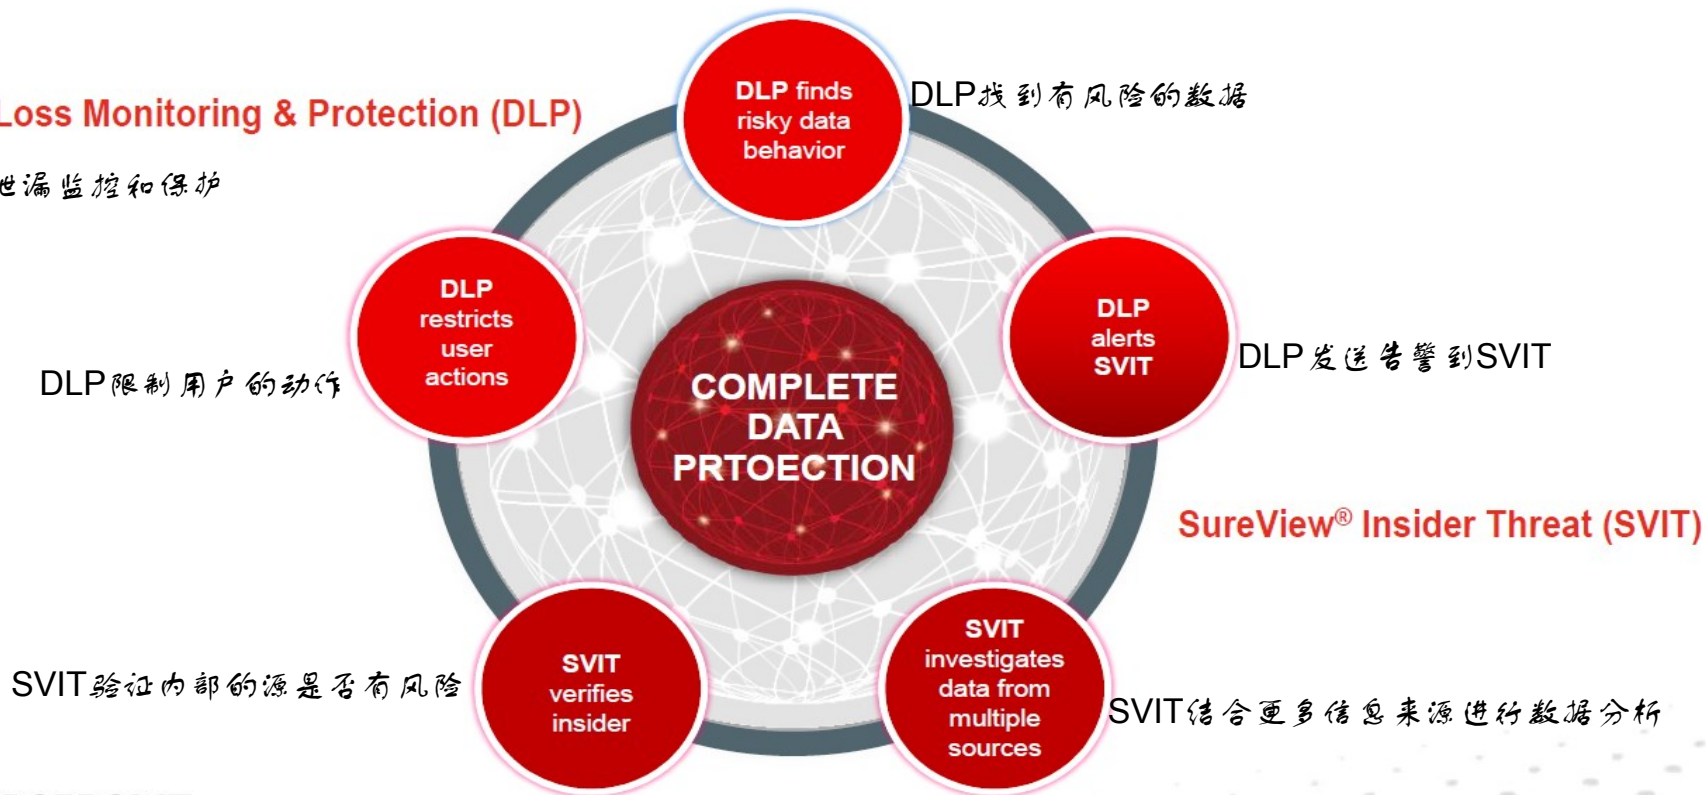 DLP finds
risky data
behavior
DLP找到有风险的数据
Loss Monitoring & Protection (DLP)
泄漏监控和保护
DLP
restricts
user
actions
DLP限制用户的动作
DLP
alerts
SVIT
DLP发送告警到SVIT
COMPLETE
DATA
PRTOECTION
SureView® Insider Threat (SVIT)
SVIT
verifies
insider
SVIT验证内部的源是否有风险
SVIT
investigates
data from
multiple
sources
SVIT结合更多信息来源进行数据分析